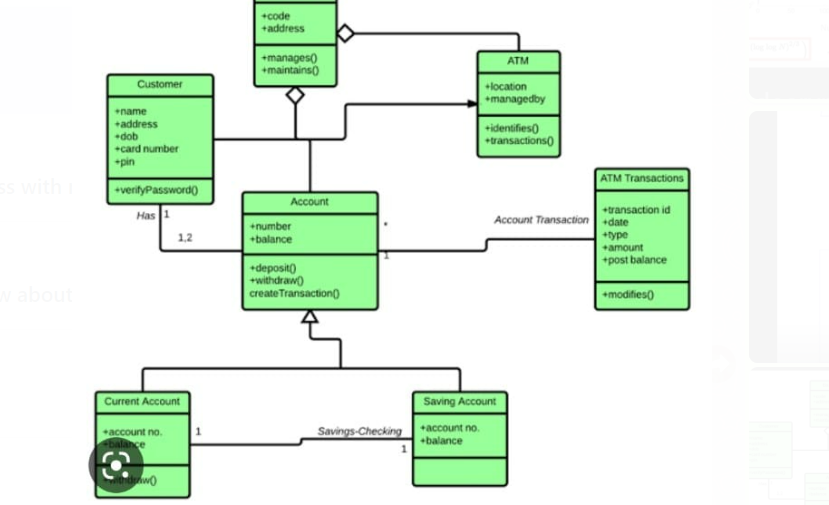 +code
+address
+manages()
+maintains()
ATM
+location
+managedby
+identifies()
+transactions()
Customer
+name
+address
+dob
+card number
+pin
+verifyPassword()
ATM Transactions
+transaction id
+date
+type
+amount
+post balance
+modifies()
Account
+number
+balance
+deposit()
+withdraw()
createTransaction()
Has 1
1,2
*
1
Account Transaction
Current Account
+account no.
+balance
+withdraw()
1
Savings-Checking
1
Saving Account
+account no.
+balance
ss with
w about